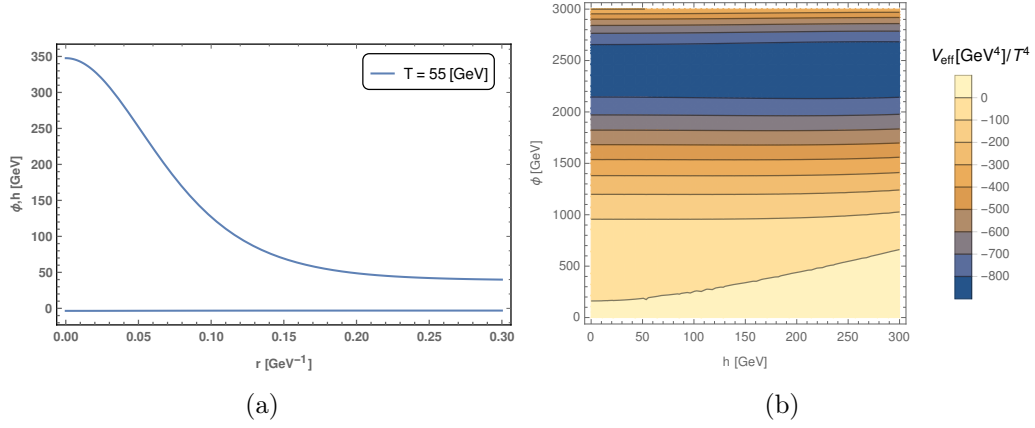 T = 55 [GeV]
ϕ,h [GeV]
350
300
250
200
150
100
50
0
0.00 0.05 0.10 0.15 0.20 0.25 0.30
r [GeV⁻¹]
(a)
ϕ [GeV]
3000
2500
2000
1500
1000
500
0
0 50 100 150 200 250 300
h [GeV]
(b)
V_eff[GeV⁴]/T⁴
0
−100
−200
−300
−400
−500
−600
−700
−800